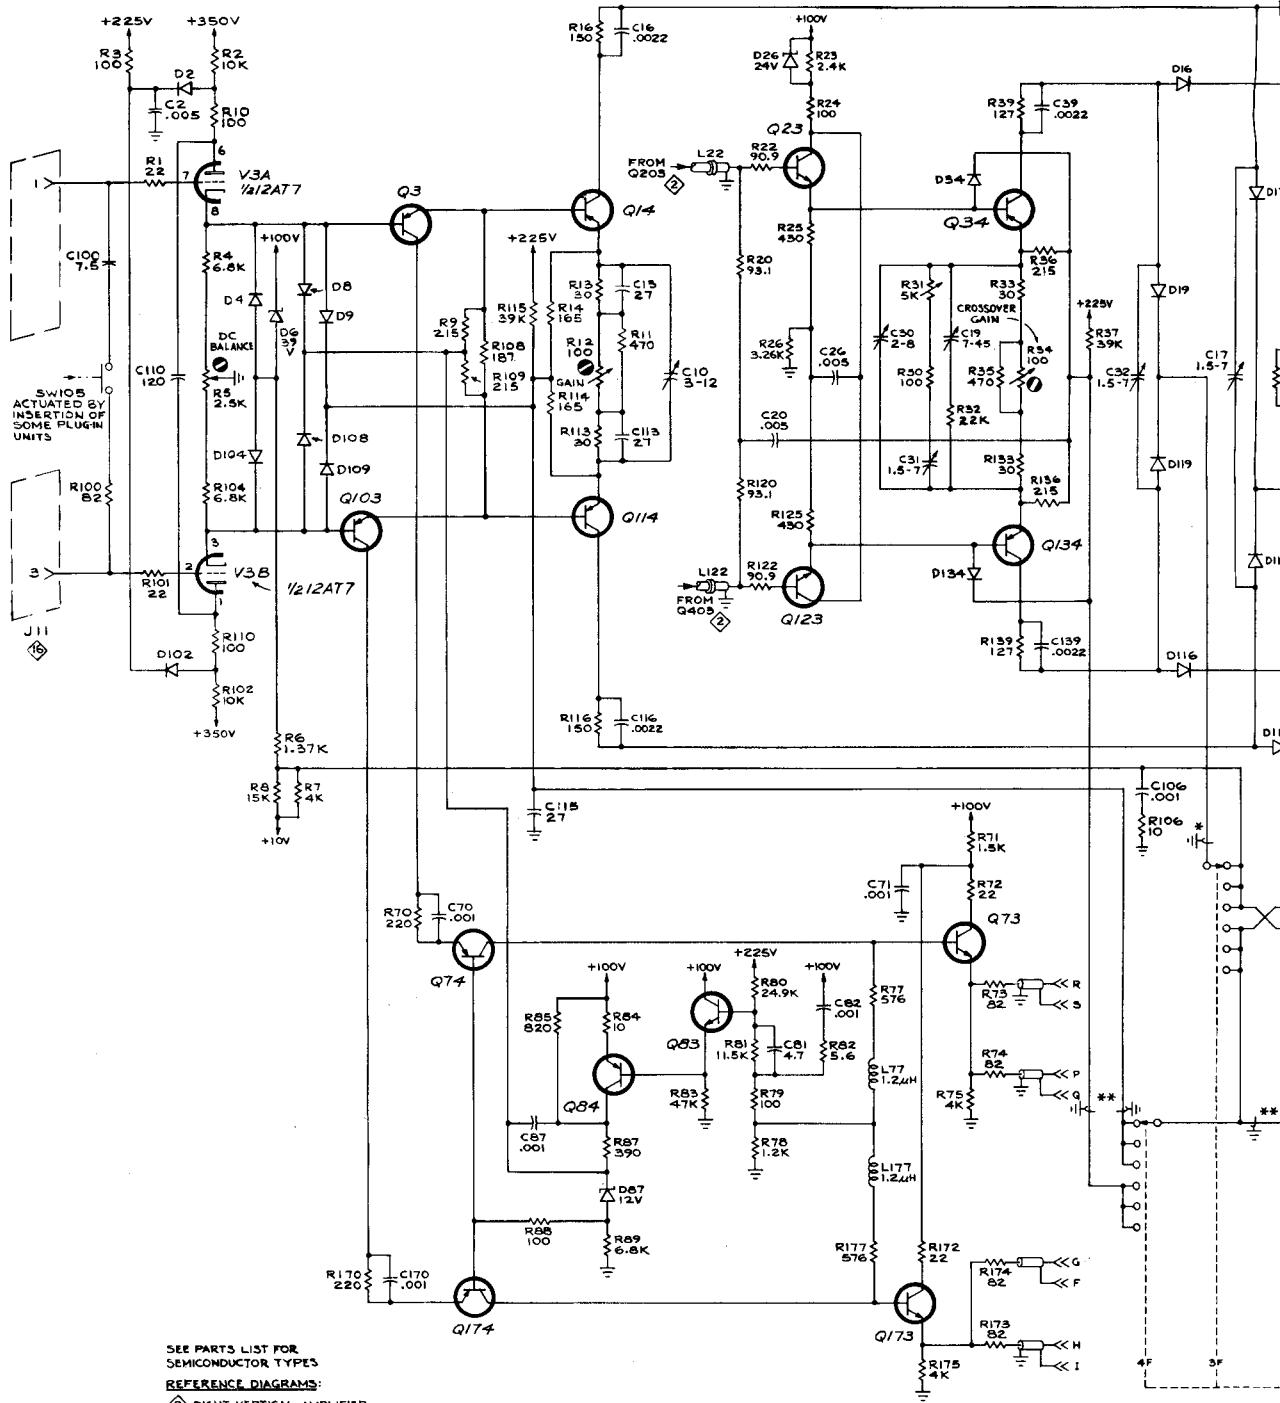 +225V
+350V
R3
100
R2
10K
D2
C2
.005
R10
100
6
R1
22
7
V3A
½12AT7
8
1
C100
7.5
R4
6.8K
+100V
D4
D6
39
V
D8
D9
DC
BALANCE
R5
2.5K
C110
120
SW105
ACTUATED BY
INSERTION OF
SOME PLUG-IN
UNITS
D104
D108
D109
R100
82
R104
6.8K
3
3
2
R101
22
V3B
½12AT7
1
J11
16
R110
100
D102
R102
10K
+350V
R6
1.37K
R8
15K
R7
4K
+10V
Q3
Q103
+225V
R9
215
R108
187
R109
215
R115
39K
R14
165
R114
165
R16
150
C16
.0022
Q14
R13
30
C13
27
R12
100
GAIN
R11
470
C10
3-12
R113
30
C113
27
Q114
R116
150
C116
.0022
C115
27
+100V
D26
24V
R23
2.4K
R24
100
Q23
FROM
Q203
2
L22
R22
90.9
R25
430
R20
93.1
R26
3.26K
C26
.005
C20
.005
R120
93.1
R125
430
L122
R122
90.9
FROM
Q403
2
Q123
R39
127
C39
.0022
D34
Q34
R36
215
R31
5K
R33
30
CROSSOVER
GAIN
C30
2-8
C19
7-45
R34
100
R30
100
R35
470
R32
22K
C31
1.5-7
R133
30
R136
215
Q134
D134
R139
127
C139
.0022
+225V
R37
39K
D16
D19
C32
1.5-7
C17
1.5-7
D119
D116
C106
.001
R106
10
*
R70
220
C70
.001
Q74
+100V
R85
820
R84
10
Q84
C87
.001
R87
390
D87
12V
R88
100
R89
6.8K
R170
220
C170
.001
Q174
+100V
Q83
R83
47K
+225V
R80
24.9K
R81
11.5K
C81
4.7
+100V
C82
.001
R82
5.6
R79
100
R78
1.2K
R77
576
L77
1.2µH
L177
1.2µH
R177
576
+100V
R71
1.5K
C71
.001
R72
22
Q73
R73
82
R
S
R74
82
P
Q
R75
4K
**
**
R172
22
Q173
R174
82
G
F
R173
82
H
I
R175
4K
4F
3F
SEE PARTS LIST FOR
SEMICONDUCTOR TYPES
REFERENCE DIAGRAMS: